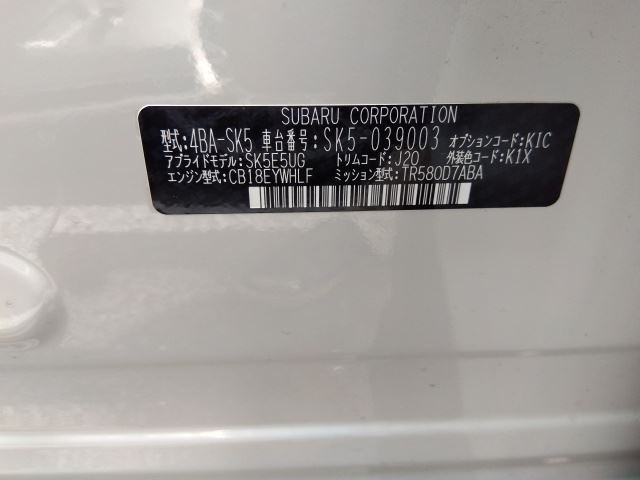 SUBARU CORPORATION
型式:4BA-SK5 車台番号:SK5-039003 オプションコード:KIC
アプライドモデル:SK5E5UG トリムコード:J20 外装色コード:K1X
エンジン型式:CB18EYWHLF ミッション型式:TR580D7ABA